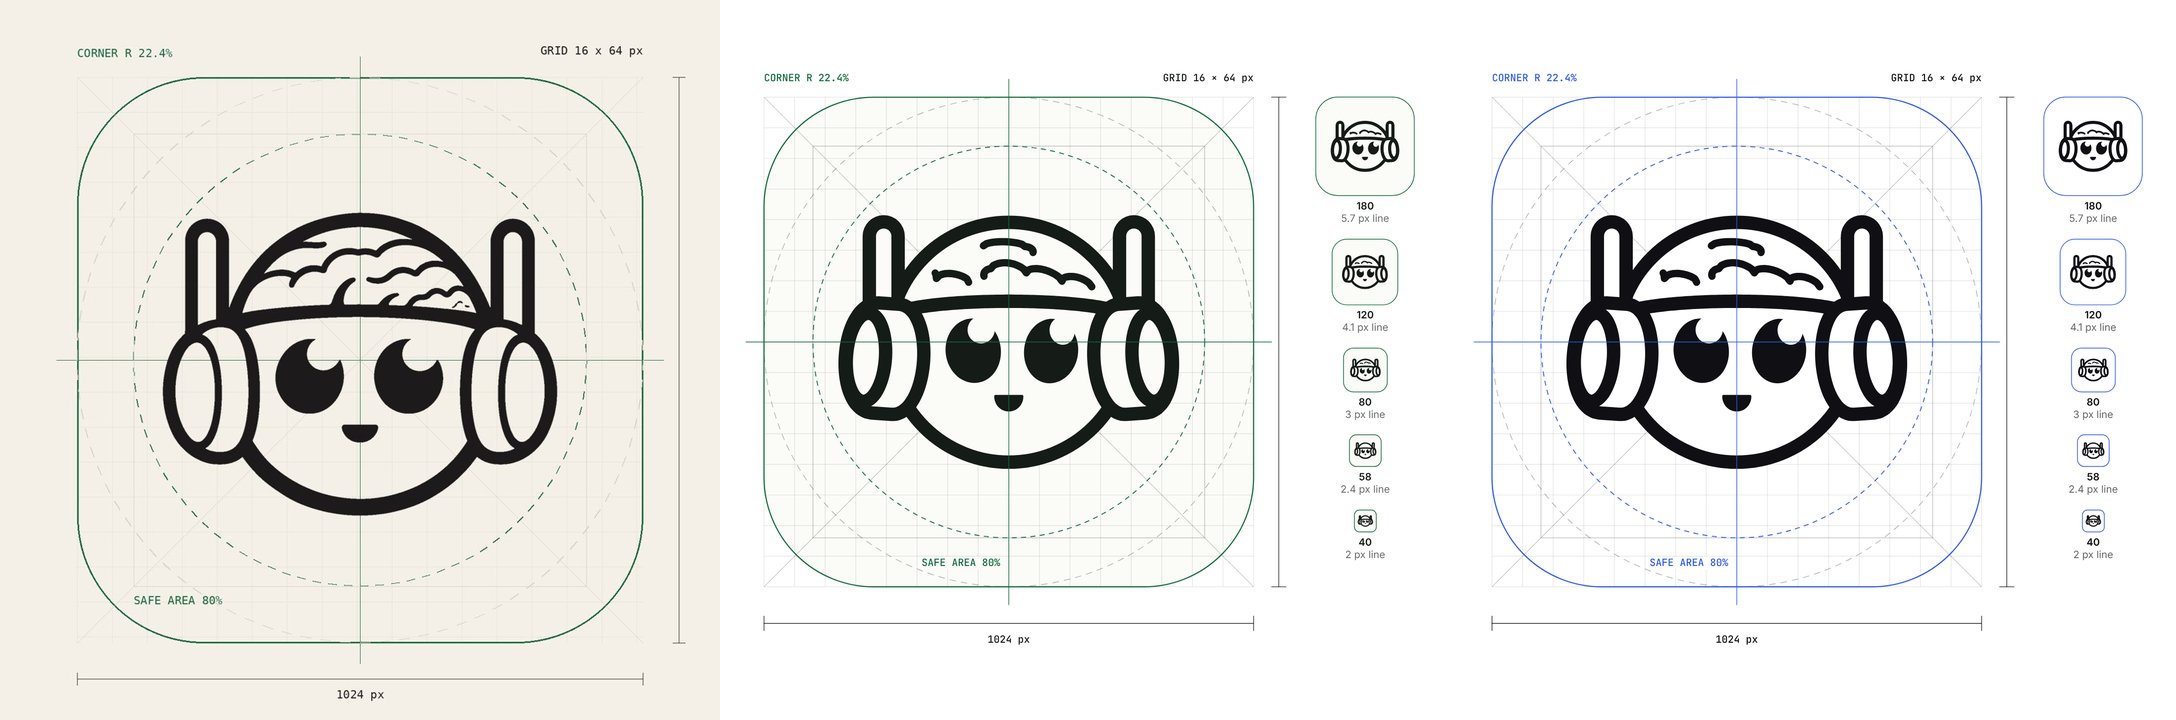 CORNER R 22.4%
GRID 16 x 64 px
SAFE AREA 80%
1024 px
CORNER R 22.4%
GRID 16 × 64 px
SAFE AREA 80%
1024 px
180
5.7 px line
120
4.1 px line
80
3 px line
58
2.4 px line
40
2 px line
CORNER R 22.4%
GRID 16 × 64 px
SAFE AREA 80%
1024 px
180
5.7 px line
120
4.1 px line
80
3 px line
58
2.4 px line
40
2 px line